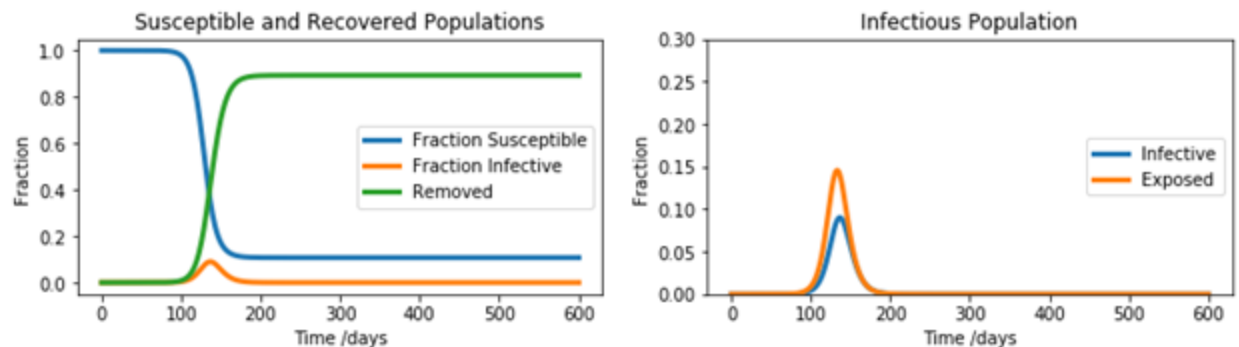 Susceptible and Recovered Populations
1.0
0.8
0.6
0.4
0.2
0.0
Fraction
Fraction Susceptible
Fraction Infective
Removed
0 100 200 300 400 500 600
Time /days
Infectious Population
0.30
0.25
0.20
0.15
0.10
0.05
0.00
Fraction
Infective
Exposed
0 100 200 300 400 500 600
Time /days